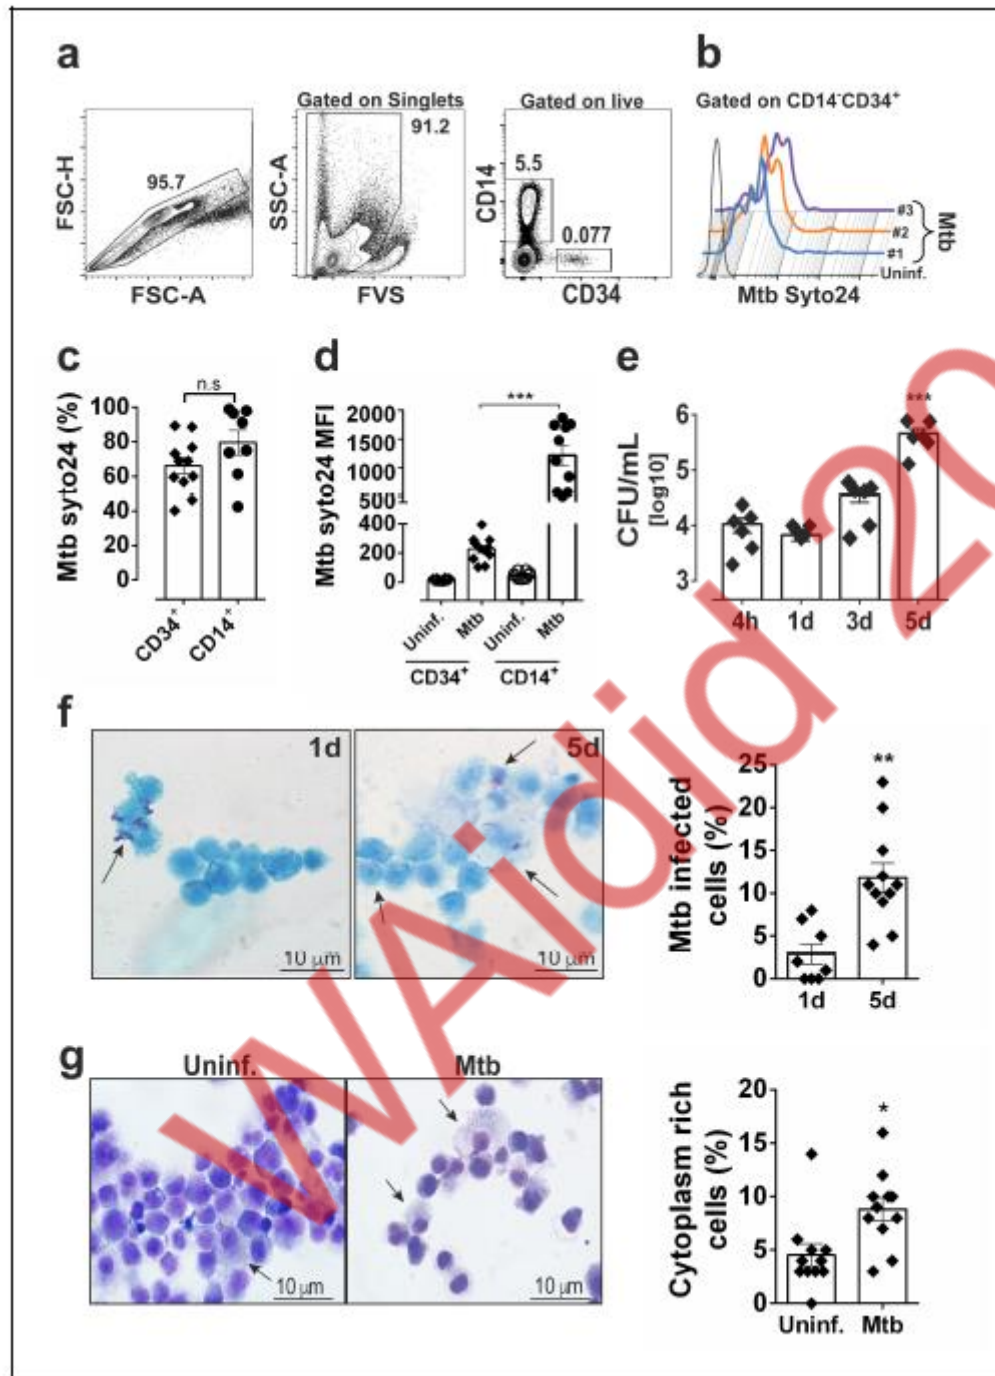 a
b
Gated on Singlets
Gated on live
Gated on CD14-CD34+
FSC-H
95.7
FSC-A
SSC-A
91.2
FVS
CD14
5.5
0.077
CD34
#3
#2
#1
Uninf.
Mtb
Mtb Syto24
c
d
e
Mtb syto24 (%)
n.s
100
80
60
40
20
0
CD34+
CD14+
Mtb syto24 MFI
***
2000
1500
1000
500
400
200
0
Uninf.
Mtb
Uninf.
Mtb
CD34+
CD14+
CFU/mL
[log10]
***
6
5
4
3
4h
1d
3d
5d
f
1d
10 µm
5d
10 µm
Mtb infected
cells (%)
**
25
20
15
10
5
0
1d
5d
g
Uninf.
Mtb
10 µm
10 µm
Cytoplasm rich
cells (%)
*
20
15
10
5
0
Uninf.
Mtb
WAidid 20